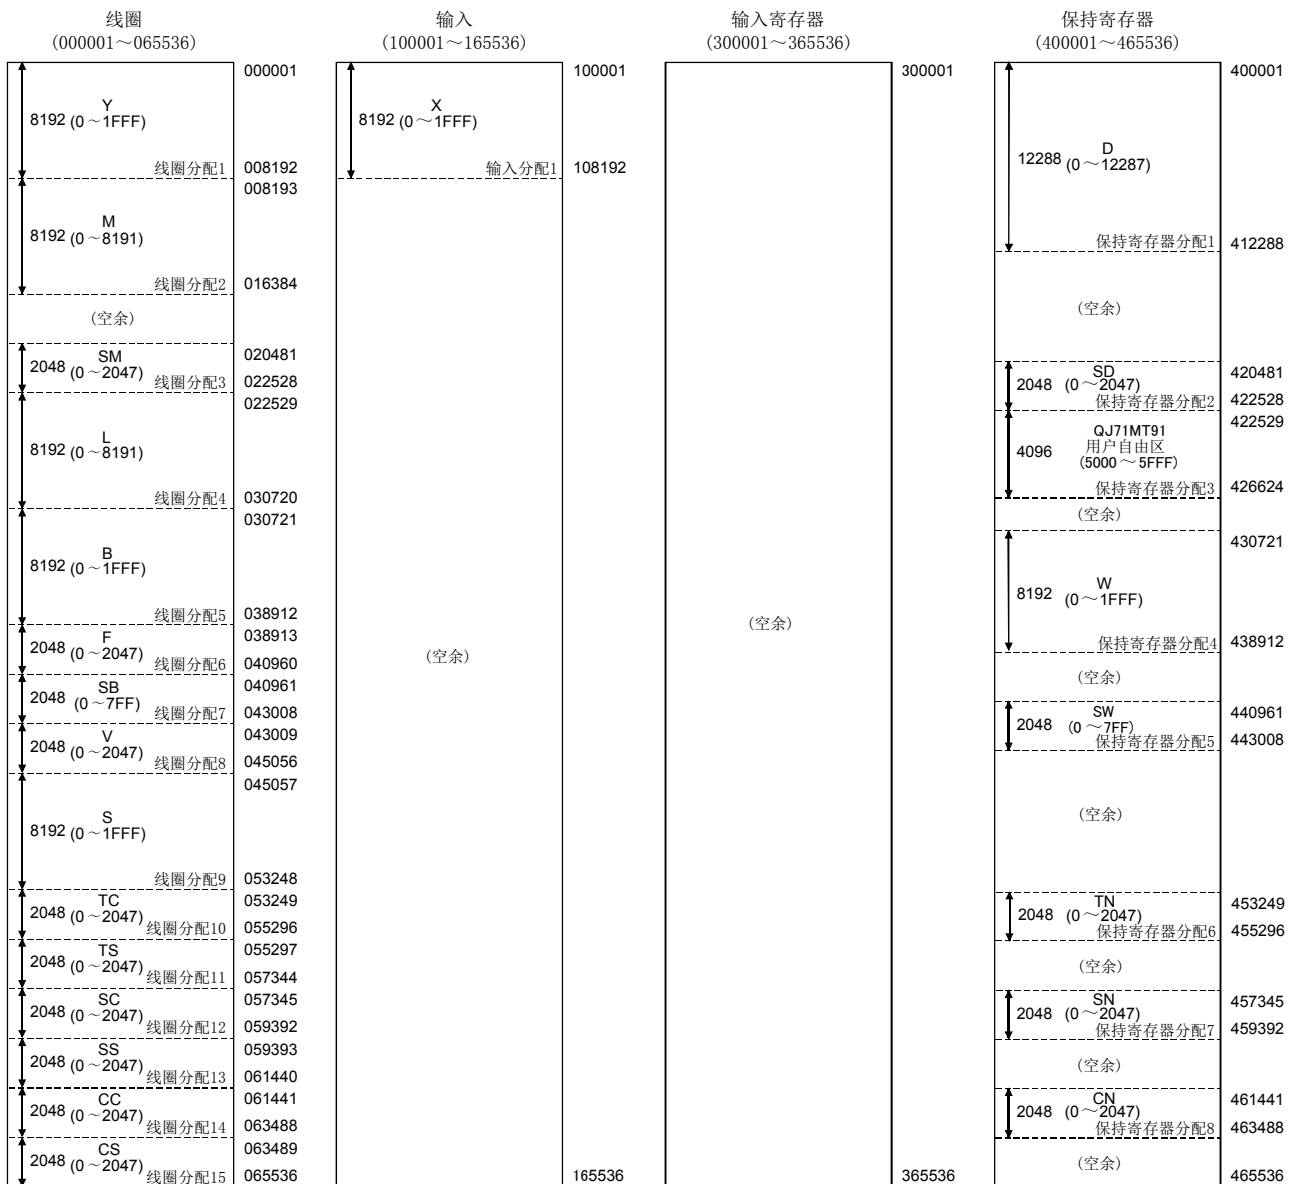 线圈
(000001～065536)
000001
Y
8192 (0～1FFF)
线圈分配1
008192
008193
M
8192 (0～8191)
线圈分配2
016384
(空余)
SM
2048 (0～2047)
线圈分配3
020481
022528
022529
L
8192 (0～8191)
线圈分配4
030720
030721
B
8192 (0～1FFF)
线圈分配5
038912
038913
F
2048 (0～2047)
线圈分配6
040960
040961
SB
2048 (0～7FF)
线圈分配7
043008
043009
V
2048 (0～2047)
线圈分配8
045056
045057
S
8192 (0～1FFF)
线圈分配9
053248
053249
TC
2048 (0～2047)
线圈分配10
055296
055297
TS
2048 (0～2047)
线圈分配11
057344
057345
SC
2048 (0～2047)
线圈分配12
059392
059393
SS
2048 (0～2047)
线圈分配13
061440
061441
CC
2048 (0～2047)
线圈分配14
063488
063489
CS
2048 (0～2047)
线圈分配15
065536
输入
(100001～165536)
100001
X
8192 (0～1FFF)
输入分配1
108192
(空余)
165536
输入寄存器
(300001～365536)
300001
(空余)
365536
保持寄存器
(400001～465536)
400001
D
12288 (0～12287)
保持寄存器分配1
412288
(空余)
SD
2048 (0～2047)
保持寄存器分配2
420481
422528
422529
QJ71MT91
用户自由区
4096
(5000～5FFF)
保持寄存器分配3
426624
(空余)
430721
W
8192 (0～1FFF)
保持寄存器分配4
438912
(空余)
SW
2048 (0～7FF)
保持寄存器分配5
440961
443008
(空余)
TN
2048 (0～2047)
保持寄存器分配6
453249
455296
(空余)
SN
2048 (0～2047)
保持寄存器分配7
457345
459392
(空余)
CN
2048 (0～2047)
保持寄存器分配8
461441
463488
(空余)
465536